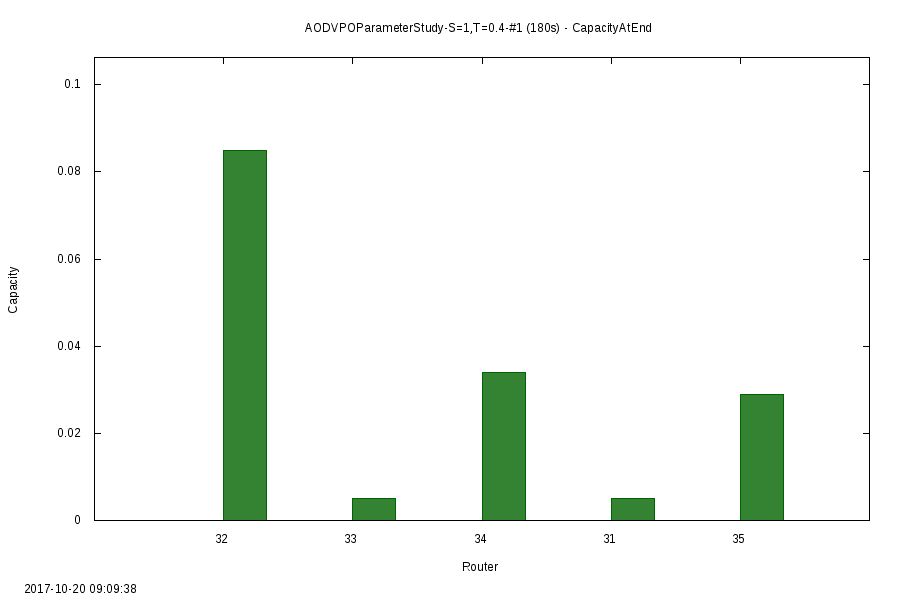 AODVPOParameterStudy-S=1,T=0.4-#1 (180s) - CapacityAtEnd
0.1
0.08
0.06
0.04
0.02
0
Capacity
32 33 34 31 35
Router
2017-10-20 09:09:38